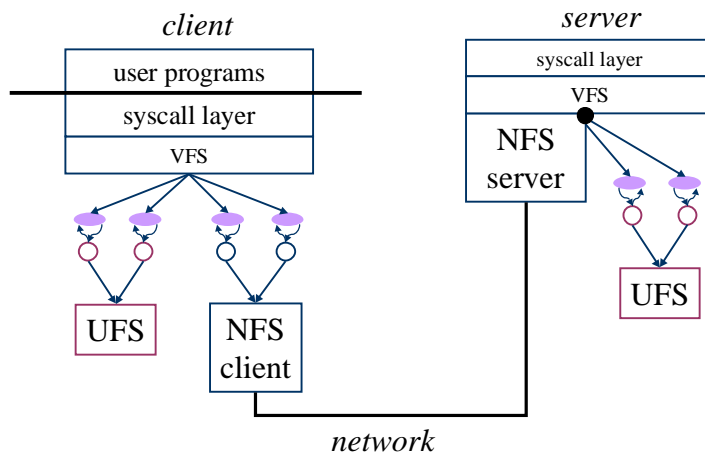 client
user programs
syscall layer
VFS
UFS
NFS
client
server
syscall layer
VFS
NFS
server
UFS
network